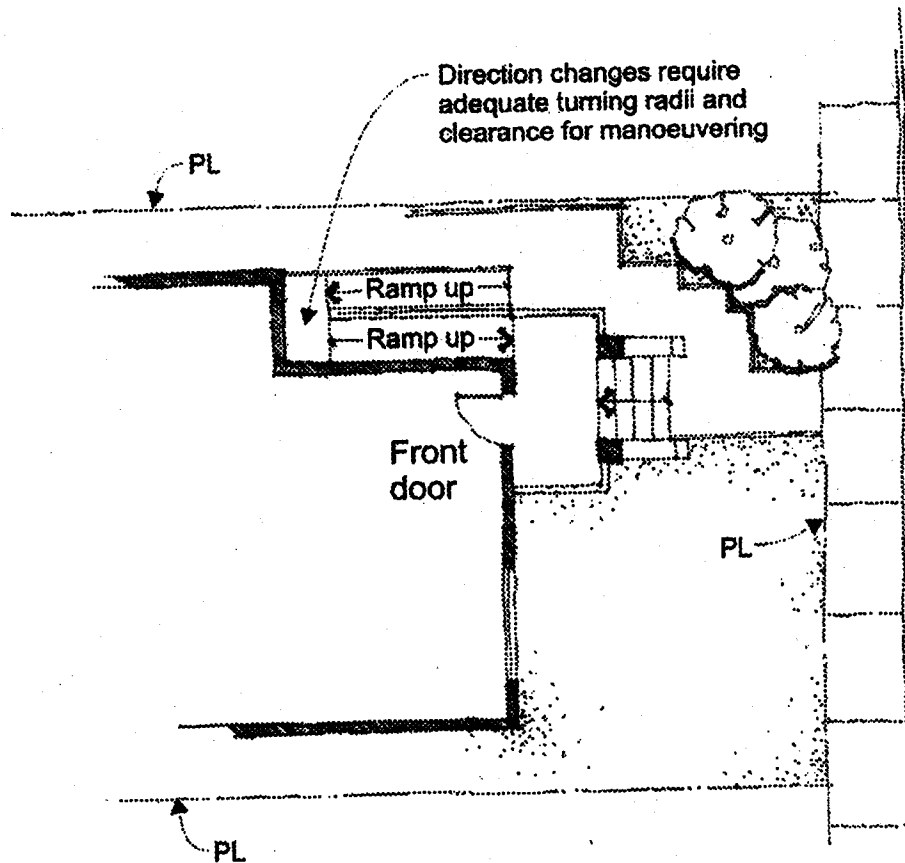 Direction changes require
adequate turning radii and
clearance for manoeuvering
PL
Ramp up
Ramp up
Front
door
PL
PL